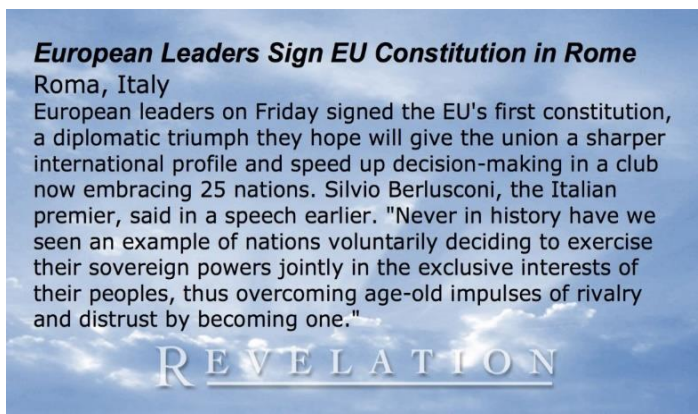 European Leaders Sign EU Constitution in Rome
Roma, Italy
European leaders on Friday signed the EU's first constitution,
a diplomatic triumph they hope will give the union a sharper
international profile and speed up decision-making in a club
now embracing 25 nations. Silvio Berlusconi, the Italian
premier, said in a speech earlier. "Never in history have we
seen an example of nations voluntarily deciding to exercise
their sovereign powers jointly in the exclusive interests of
their peoples, thus overcoming age-old impulses of rivalry
and distrust by becoming one."
REVELATION